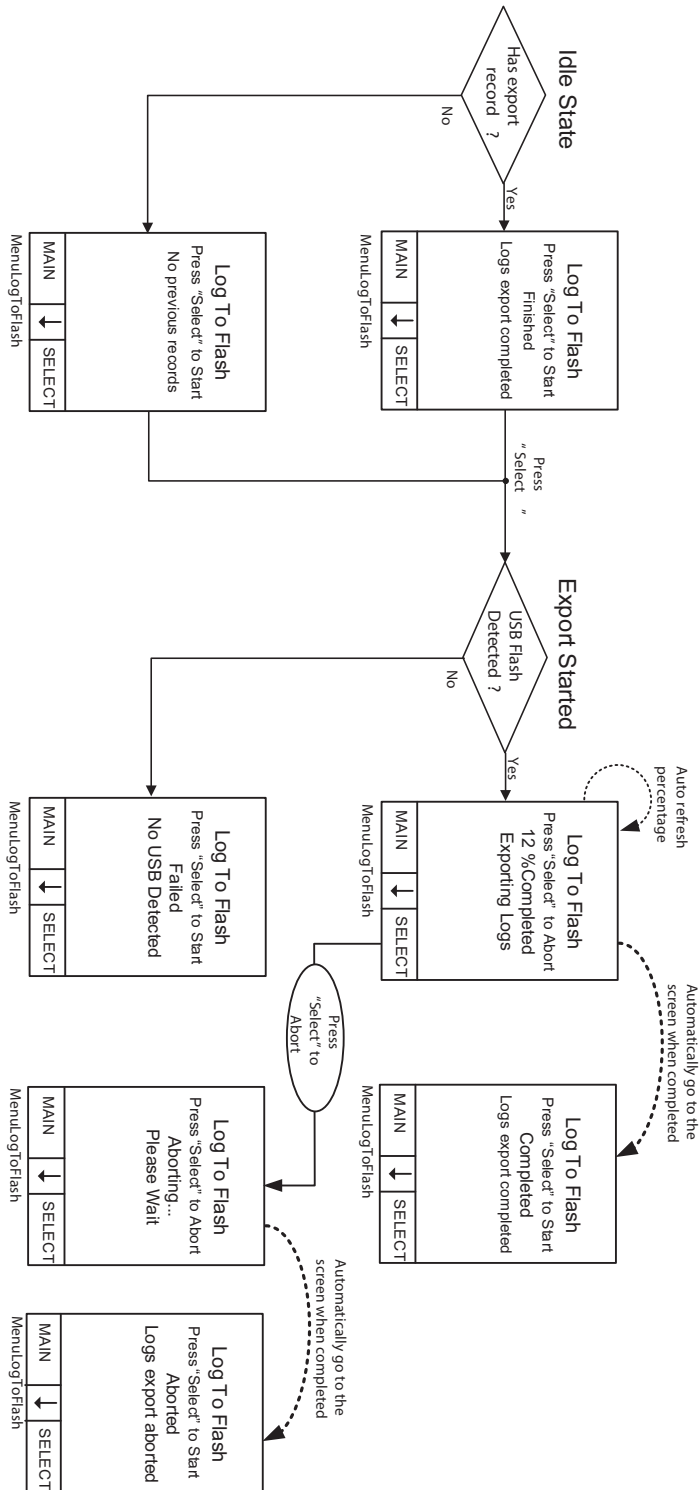 Idle State
Has export
record ?
Yes
No
Log To Flash
Press “Select” to Start
Finished
Logs export completed
MAIN
SELECT
MenuLogToFlash
Log To Flash
Press “Select” to Start
No previous records
MAIN
SELECT
MenuLogToFlash
Press
“ Select ”
Export Started
USB Flash
Detected ?
Yes
No
Auto refresh
percentage
Log To Flash
Press “Select” to Abort
12 %Completed
Exporting Logs
MAIN
SELECT
MenuLogToFlash
Log To Flash
Press “Select” to Start
Failed
No USB Detected
MAIN
SELECT
MenuLogToFlash
Automatically go to the
screen when completed
Press
“Select” to
Abort
Log To Flash
Press “Select” to Start
Completed
Logs export completed
MAIN
SELECT
MenuLogToFlash
Log To Flash
Press “Select” to Abort
Aborting...
Please Wait
MAIN
SELECT
MenuLogToFlash
Automatically go to the
screen when completed
Log To Flash
Press “Select” to Start
Aborted
Logs export aborted
MAIN
SELECT
MenuLogToFlash